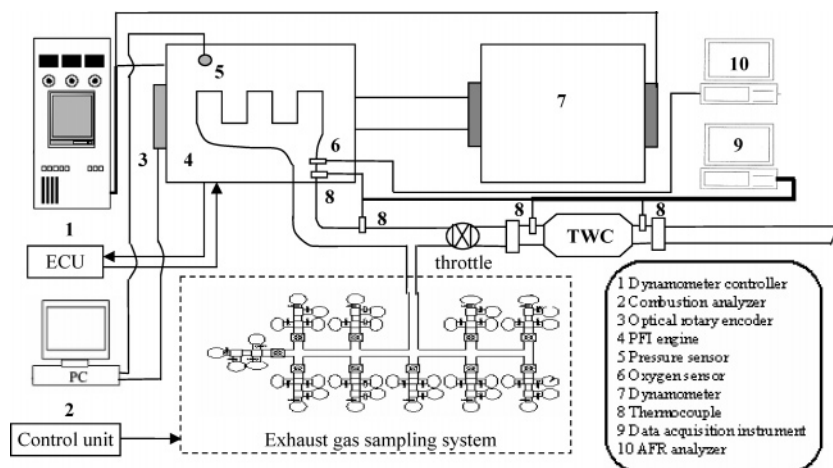 10
5
7
9
6
3
4
8
1
8
8
8
TWC
ECU
throttle
PC
2
Control unit
Exhaust gas sampling system
1 Dynamometer controller
2 Combustion analyzer
3 Optical rotary encoder
4 PFI engine
5 Pressure sensor
6 Oxygen sensor
7 Dynamometer
8 Thermocouple
9 Data acquisition instrument
10 AFR analyzer